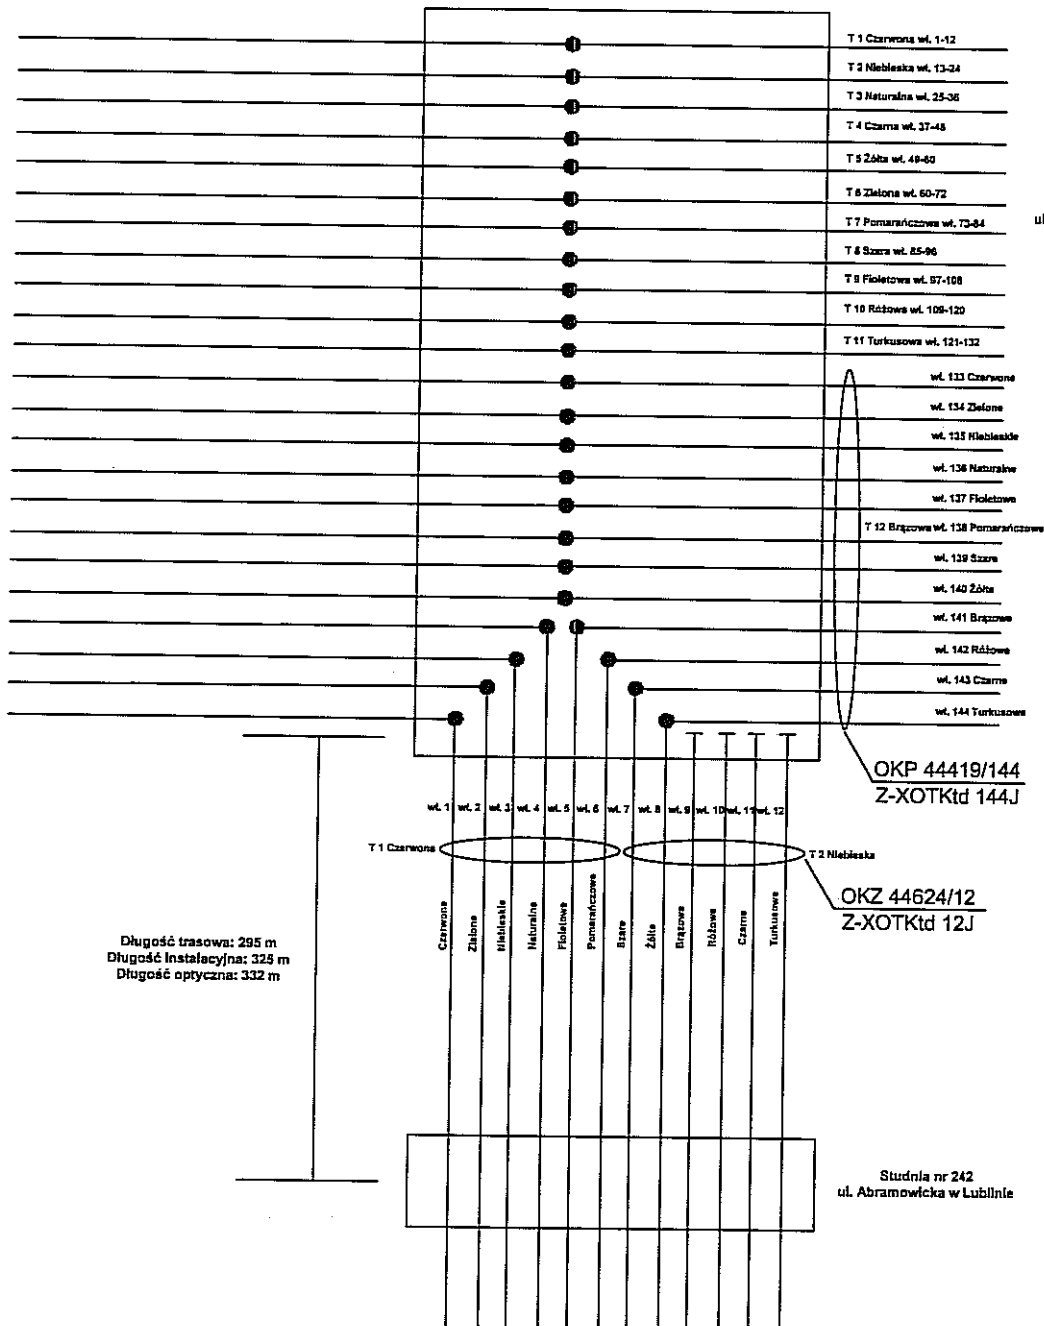 T 1 Czerwona wł. 1-12
T 2 Niebieska wł. 13-24
T 3 Naturalna wł. 25-36
T 4 Czarna wł. 37-48
T 5 Żółta wł. 49-60
T 6 Zielona wł. 60-72
ul
T 7 Pomarańczowa wł. 73-84
T 8 Szara wł. 85-96
T 9 Fioletowa wł. 97-108
T 10 Różowa wł. 109-120
T 11 Turkusowa wł. 121-132
wł. 133 Czerwone
wł. 134 Zielone
wł. 135 Niebieskie
wł. 136 Naturalne
wł. 137 Fioletowe
T 12 Brązowa wł. 138 Pomarańczowe
wł. 139 Szare
wł. 140 Żółte
wł. 141 Brązowe
wł. 142 Różowe
wł. 143 Czarne
wł. 144 Turkusowe
OKP 44419/144
Z-XOTKtd 144J
wł. 1 wł. 2 wł. 3 wł. 4 wł. 5 wł. 6 wł. 7 wł. 8 wł. 9 wł. 10 wł. 11 wł. 12
T 1 Czerwona
T 2 Niebieska
OKZ 44624/12
Z-XOTKtd 12J
Czerwone
Zielone
Niebieskie
Naturalne
Fioletowe
Pomarańczowe
Szare
Żółte
Brązowe
Różowe
Czarne
Turkusowe
Długość trasowa: 295 m
Długość instalacyjna: 325 m
Długość optyczna: 332 m
Studnia nr 242
ul. Abramowicka w Lublinie